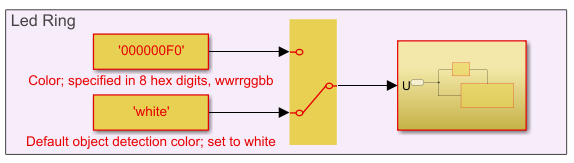 Led Ring
'000000F0'
Color; specified in 8 hex digits, wwrrggbb
'white'
Default object detection color; set to white
U